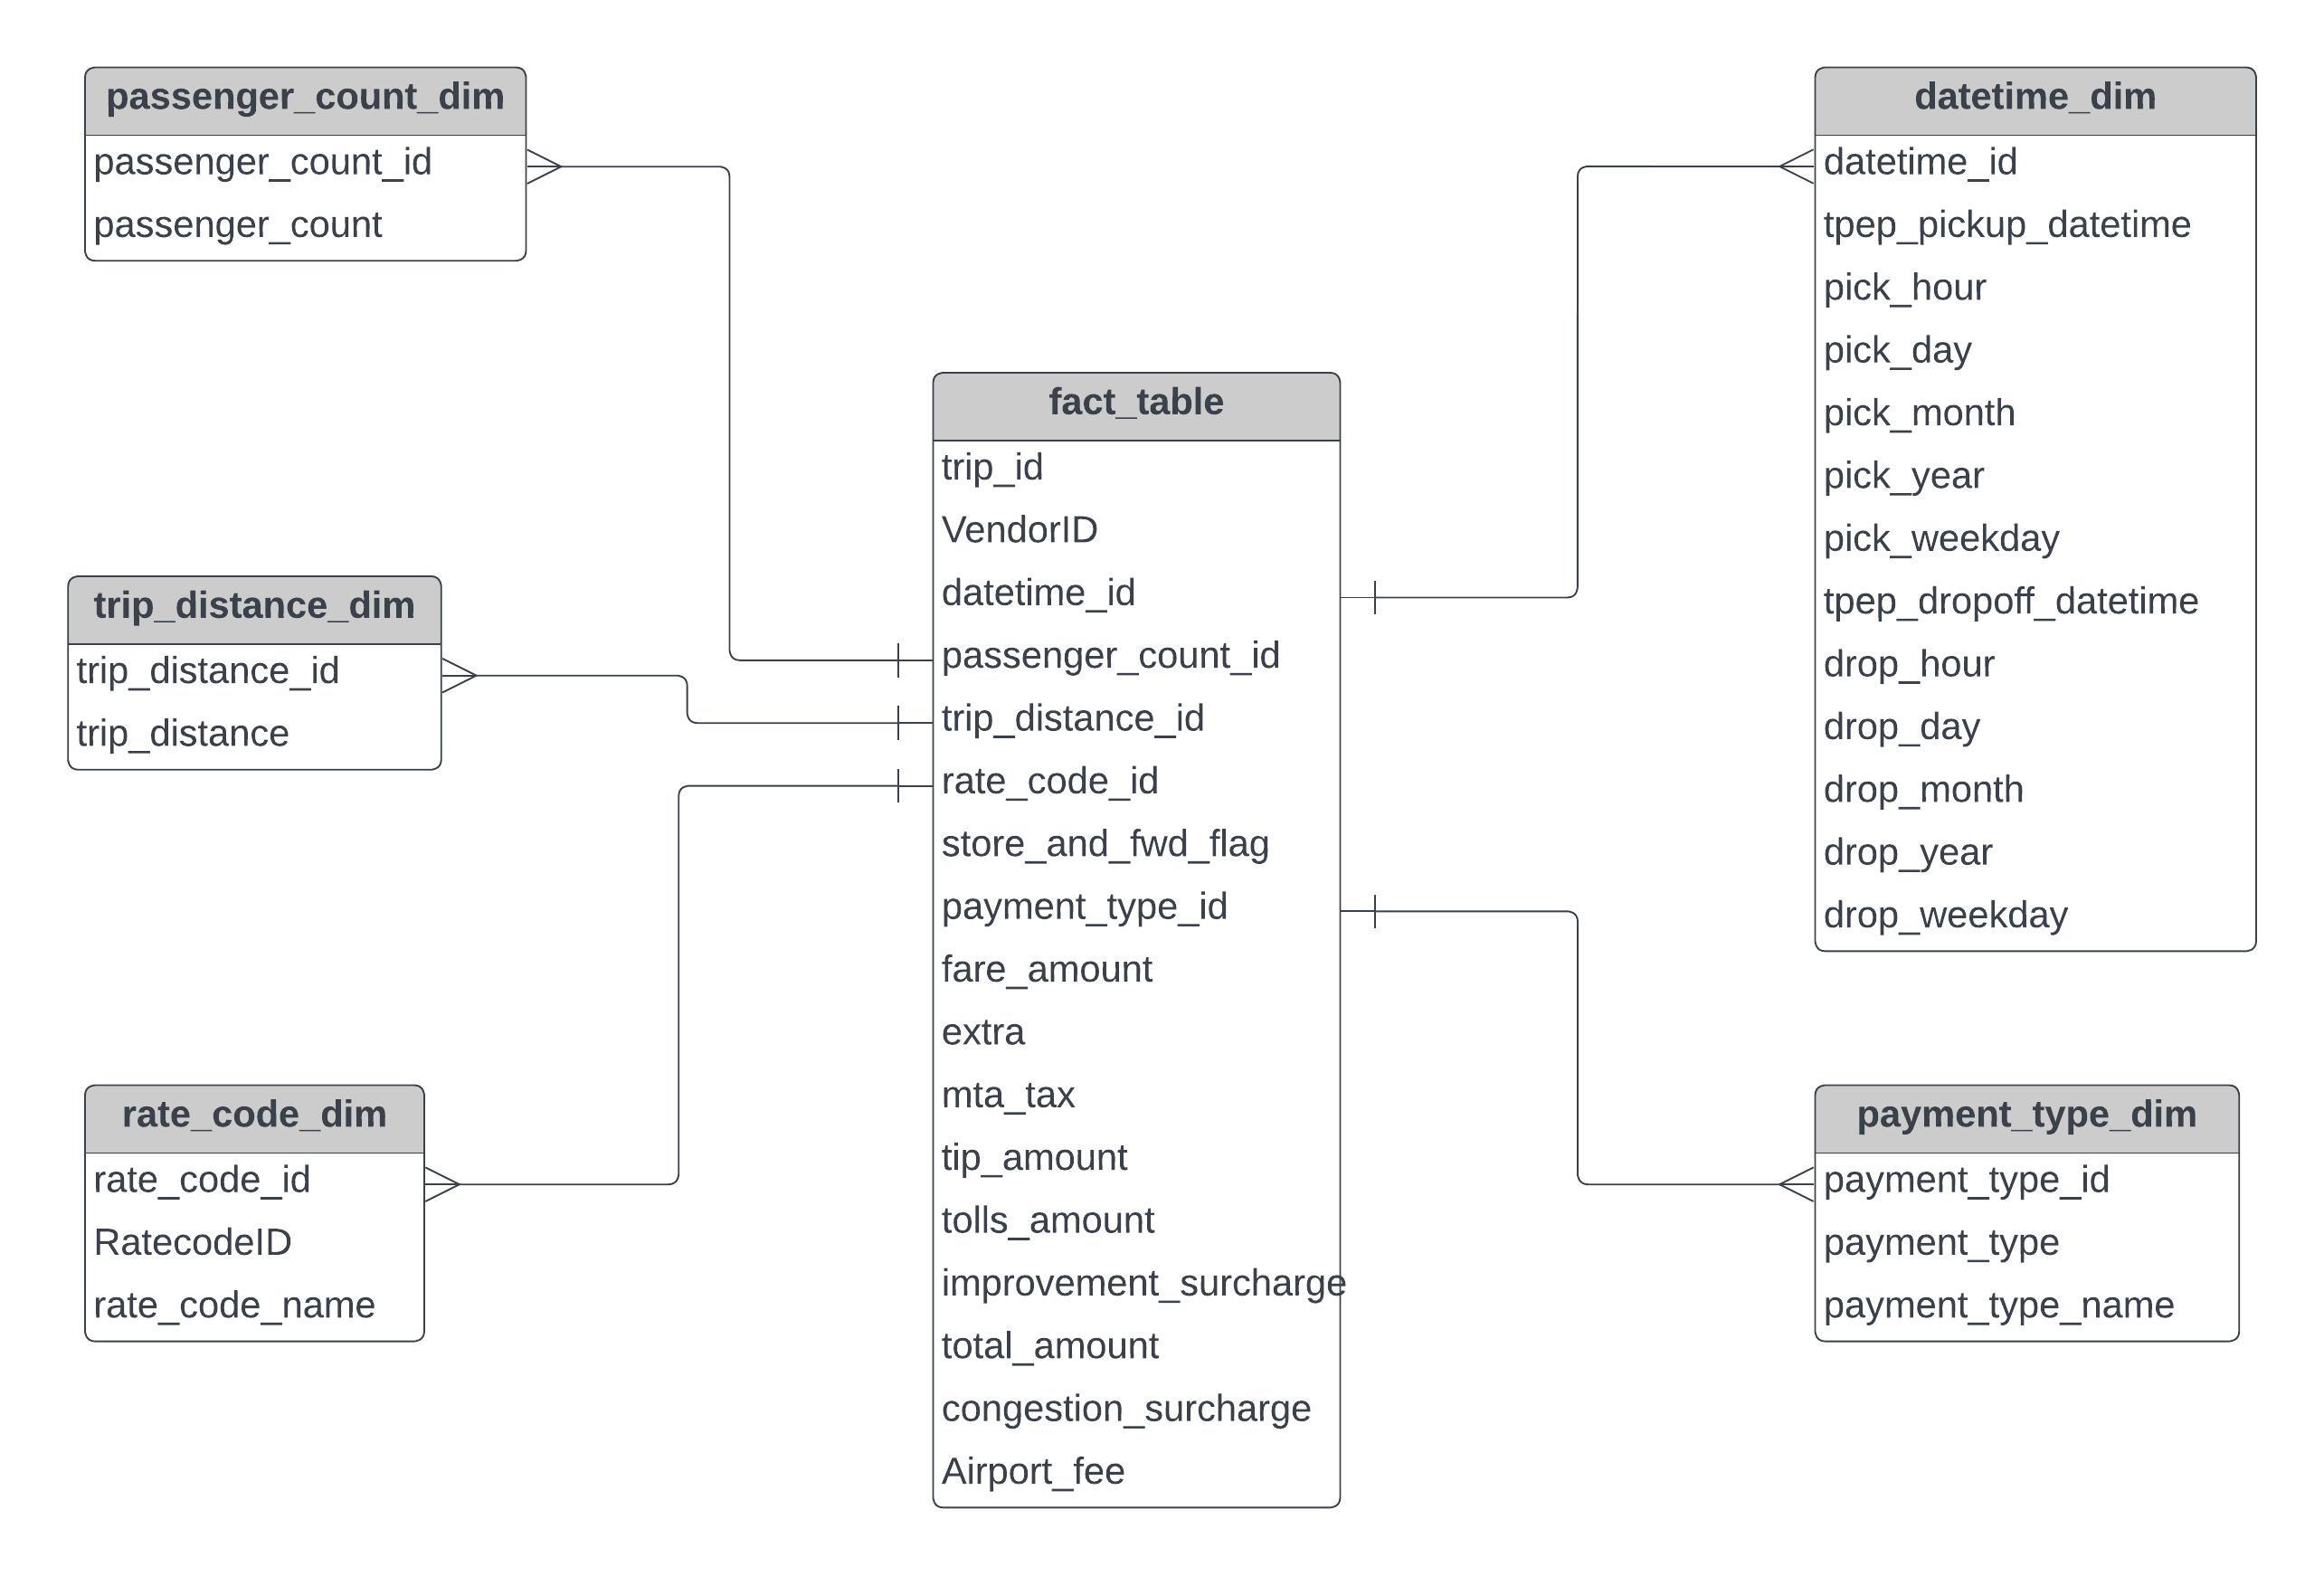 passenger_count_dim
passenger_count_id
passenger_count
trip_distance_dim
trip_distance_id
trip_distance
rate_code_dim
rate_code_id
RatecodeID
rate_code_name
fact_table
trip_id
VendorID
datetime_id
passenger_count_id
trip_distance_id
rate_code_id
store_and_fwd_flag
payment_type_id
fare_amount
extra
mta_tax
tip_amount
tolls_amount
improvement_surcharge
total_amount
congestion_surcharge
Airport_fee
datetime_dim
datetime_id
tpep_pickup_datetime
pick_hour
pick_day
pick_month
pick_year
pick_weekday
tpep_dropoff_datetime
drop_hour
drop_day
drop_month
drop_year
drop_weekday
payment_type_dim
payment_type_id
payment_type
payment_type_name